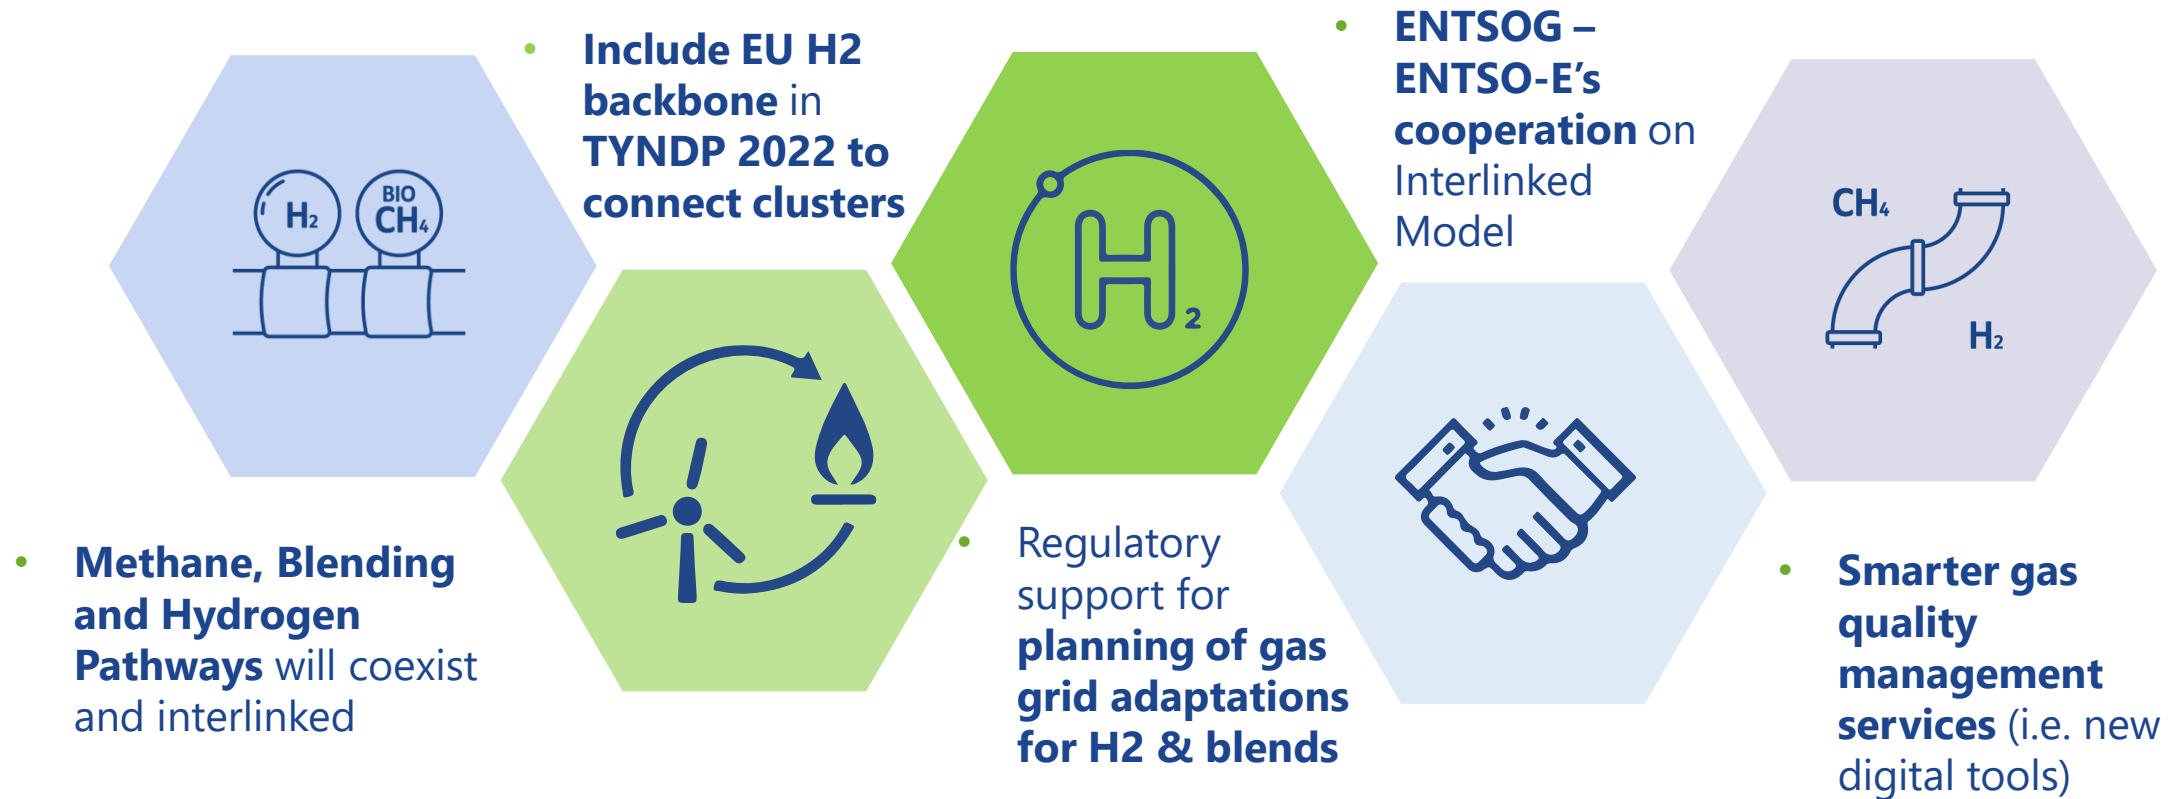 H₂
BIO
CH₄
• Methane, Blending
and Hydrogen
Pathways will coexist
and interlinked
• Include EU H2
backbone in
TYNDP 2022 to
connect clusters
H₂
• Regulatory
support for
planning of gas
grid adaptations
for H2 & blends
• ENTSOG –
ENTSO-E’s
cooperation on
Interlinked
Model
CH₄
H₂
• Smarter gas
quality
management
services (i.e. new
digital tools)